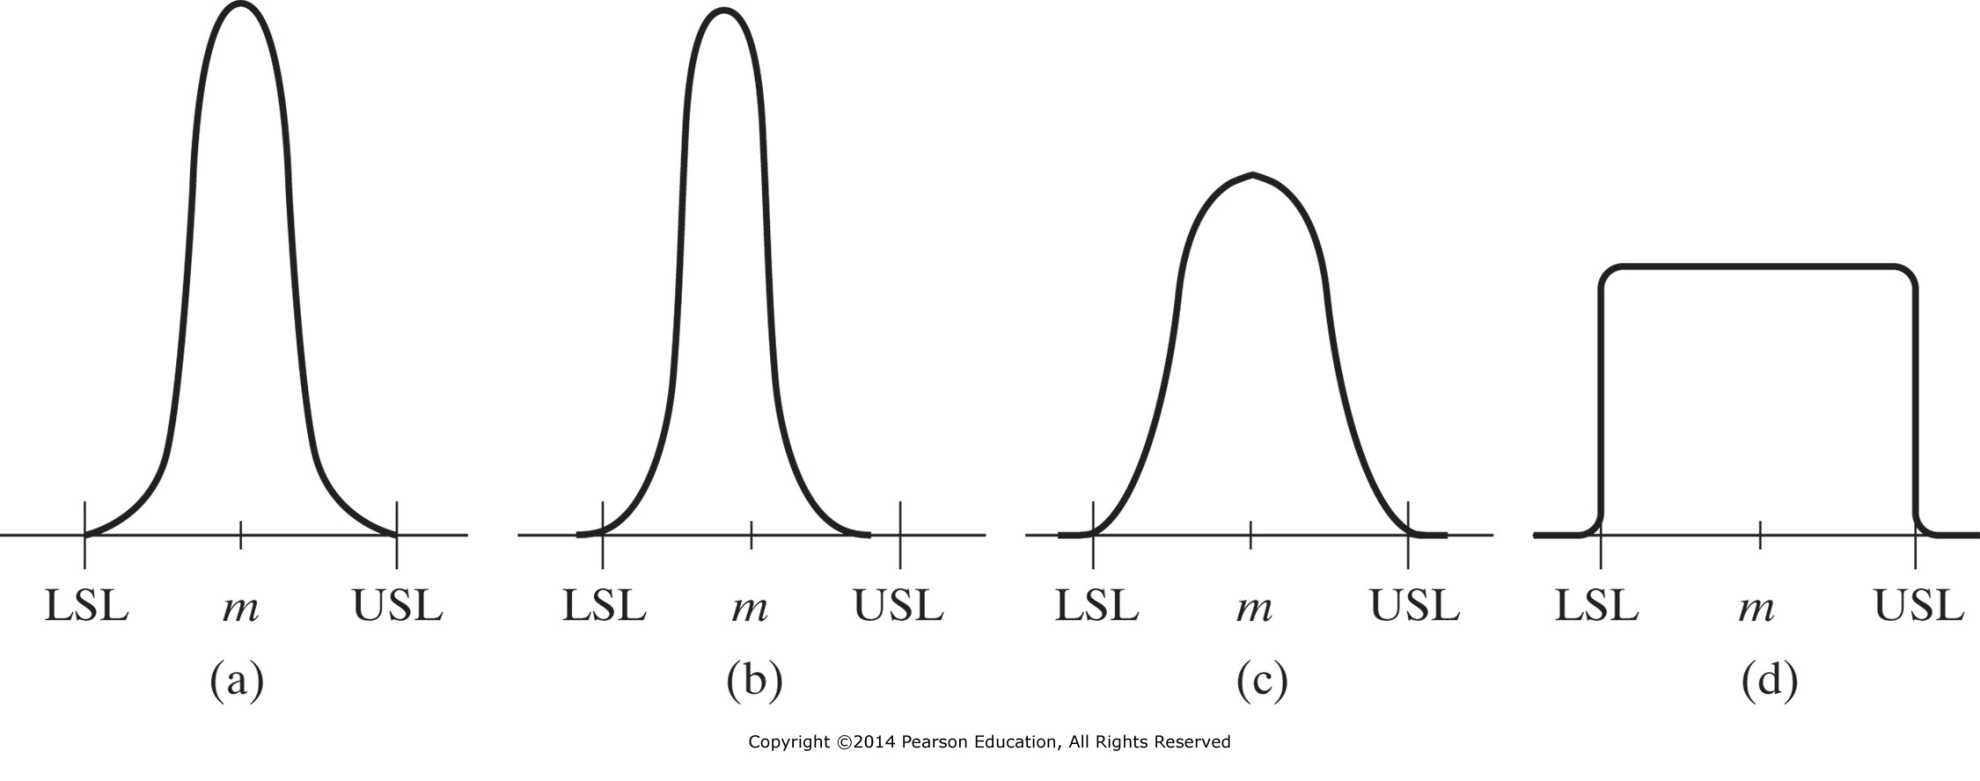 LSL m USL LSL m USL LSL m USL LSL m USL
(a) (b) (c) (d)
Copyright ©2014 Pearson Education, All Rights Reserved